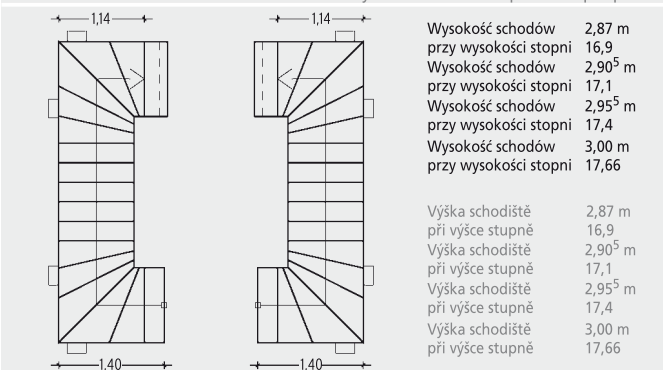 1,14
1,14
1,40
1,40
Wysokość schodów 2,87 m
przy wysokości stopni 16,9
Wysokość schodów 2,90⁵ m
przy wysokości stopni 17,1
Wysokość schodów 2,95⁵ m
przy wysokości stopni 17,4
Wysokość schodów 3,00 m
przy wysokości stopni 17,66
Výška schodiště 2,87 m
při výšce stupně 16,9
Výška schodiště 2,90⁵ m
při výšce stupně 17,1
Výška schodiště 2,95⁵ m
při výšce stupně 17,4
Výška schodiště 3,00 m
při výšce stupně 17,66